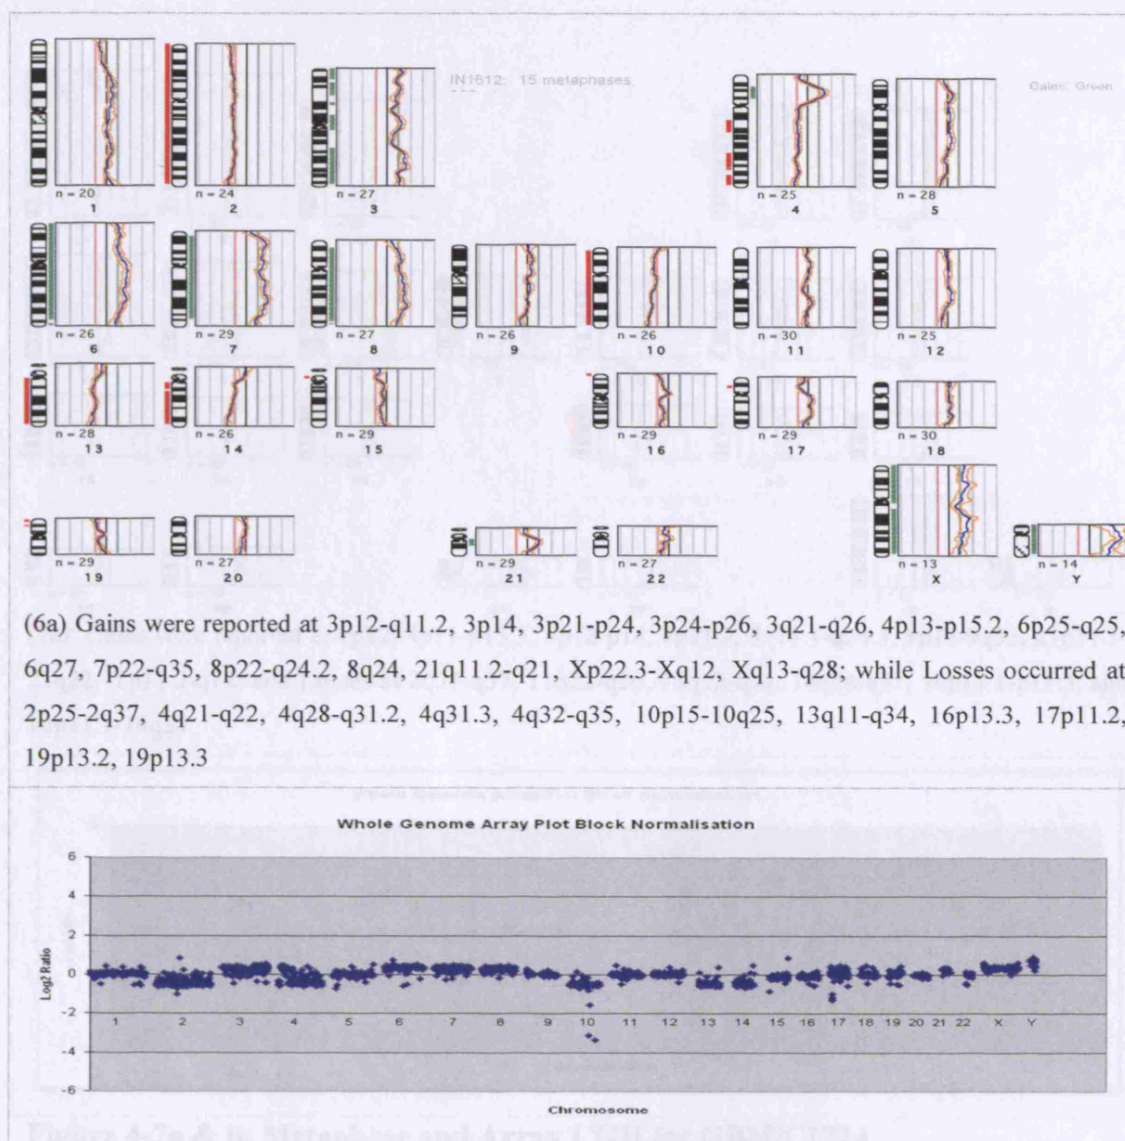 IN1612: 15 metaphases
Gains: Green
n = 20
1
n = 24
2
n = 27
3
n = 25
4
n = 28
5
n = 26
6
n = 29
7
n = 27
8
n = 26
9
n = 26
10
n = 30
11
n = 25
12
n = 28
13
n = 26
14
n = 29
15
n = 29
16
n = 29
17
n = 30
18
n = 29
19
n = 27
20
n = 29
21
n = 27
22
n = 13
X
n = 14
Y
(6a) Gains were reported at 3p12-q11.2, 3p14, 3p21-p24, 3p24-p26, 3q21-q26, 4p13-p15.2, 6p25-q25,
6q27, 7p22-q35, 8p22-q24.2, 8q24, 21q11.2-q21, Xp22.3-Xq12, Xq13-q28; while Losses occurred at
2p25-2q37, 4q21-q22, 4q28-q31.2, 4q31.3, 4q32-q35, 10p15-10q25, 13q11-q34, 16p13.3, 17p11.2,
19p13.2, 19p13.3
Whole Genome Array Plot Block Normalisation
Log2 Ratio
6
4
2
0
-2
-4
-6
1 2 3 4 5 6 7 8 9 10 11 12 13 14 15 16 17 18 19 20 21 22 X Y
Chromosome